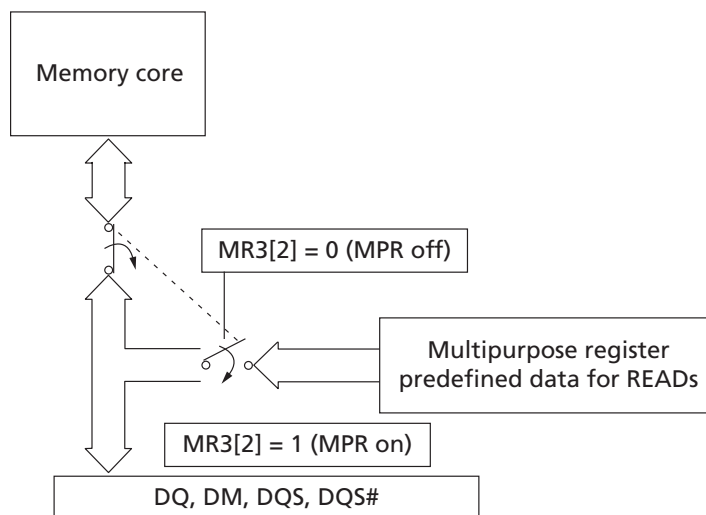 Memory core
MR3[2] = 0 (MPR off)
Multipurpose register
predefined data for READs
MR3[2] = 1 (MPR on)
DQ, DM, DQS, DQS#